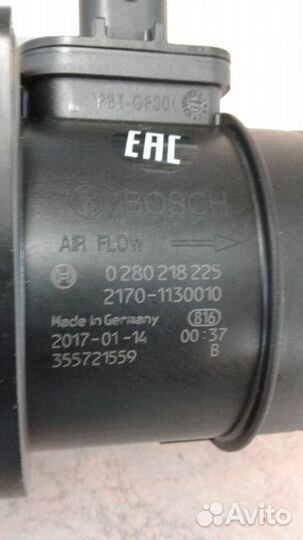 PBT-GF30
EAC
BOSCH
AIR FLOW
0 280 218 225
2170-1130010
Made in Germany 816
2017-01-14 00:37
355721559 B
Avito